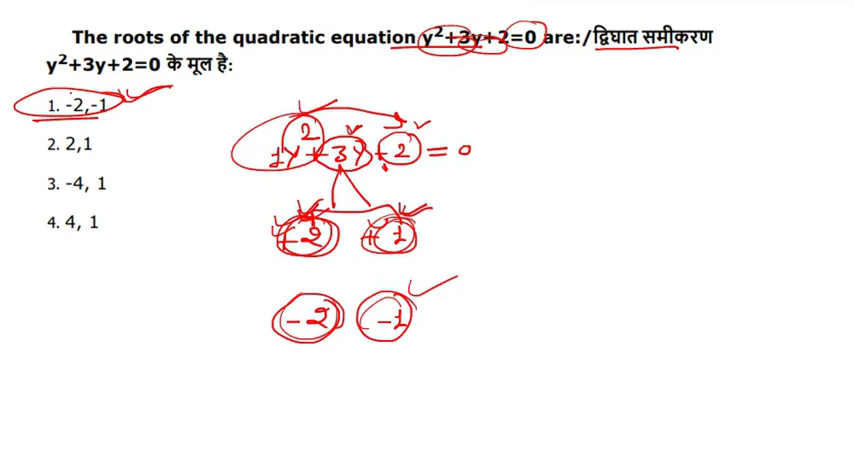 The roots of the quadratic equation y²+3y+2=0 are:/द्विघात समीकरण
y²+3y+2=0 के मूल है:
1. -2,-1
2. 2,1
3. -4, 1
4. 4, 1
1y²+3y+2=0
+2 +1
-2 -1